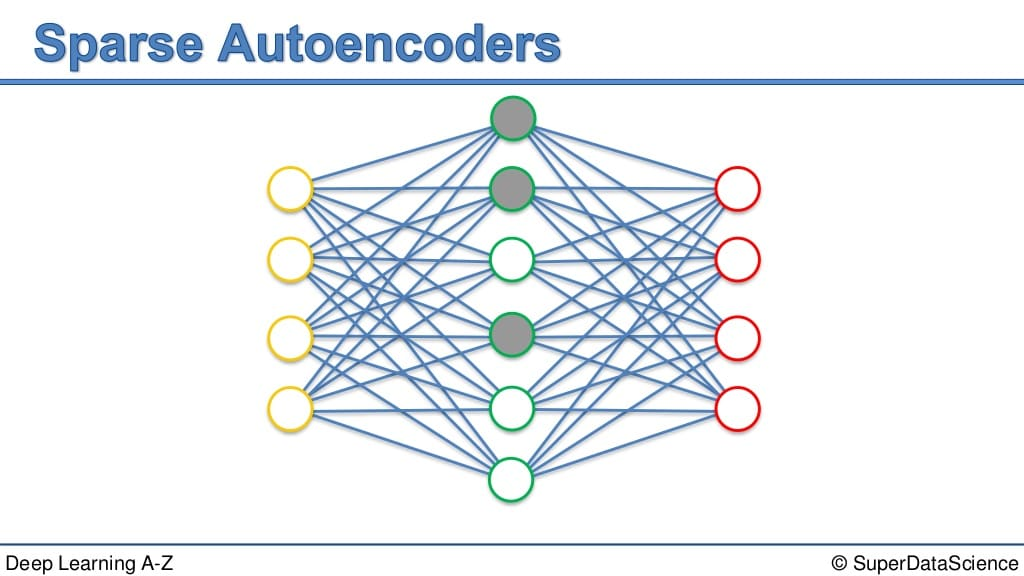 Sparse Autoencoders
Deep Learning A-Z
© SuperDataScience